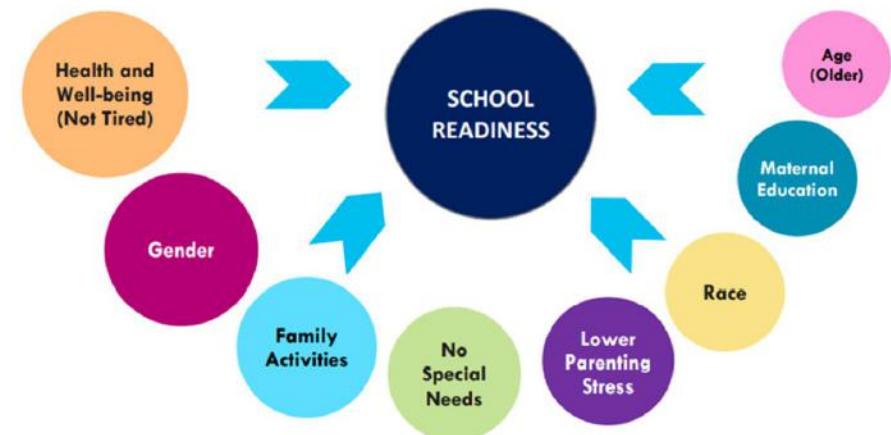 Health and
Well-being
(Not Tired)
SCHOOL
READINESS
Age
(Older)
Maternal
Education
Gender
Race
Family
Activities
No
Special
Needs
Lower
Parenting
Stress